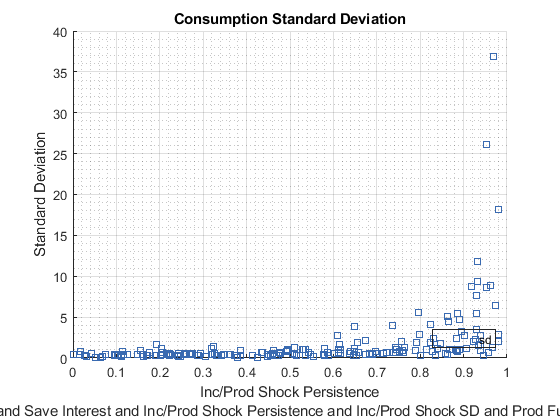 Consumption Standard Deviation
40
35
30
25
20
15
10
5
0
Standard Deviation
sd
0 0.1 0.2 0.3 0.4 0.5 0.6 0.7 0.8 0.9 1
Inc/Prod Shock Persistence
and Save Interest and Inc/Prod Shock Persistence and Inc/Prod Shock SD and Prod Fu